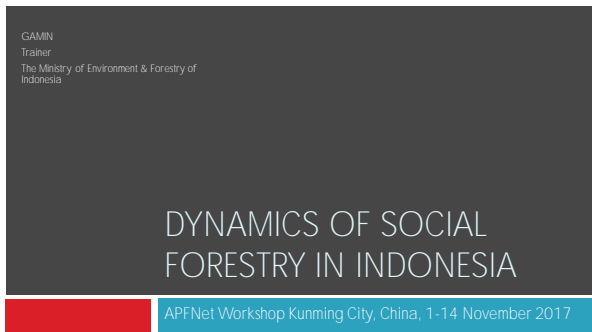 GAMIN
Trainer
The Ministry of Environment & Forestry of
Indonesia
DYNAMICS OF SOCIAL
FORESTRY IN INDONESIA
APFNet Workshop Kunming City, China, 1-14 November 2017